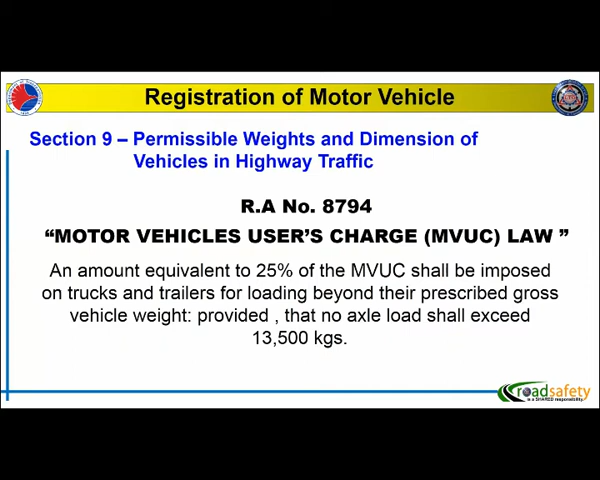 Registration of Motor Vehicle
Section 9 – Permissible Weights and Dimension of
Vehicles in Highway Traffic
R.A No. 8794
“MOTOR VEHICLES USER’S CHARGE (MVUC) LAW ”
An amount equivalent to 25% of the MVUC shall be imposed
on trucks and trailers for loading beyond their prescribed gross
vehicle weight: provided , that no axle load shall exceed
13,500 kgs.
roadsafety
is a SHARED responsibility.